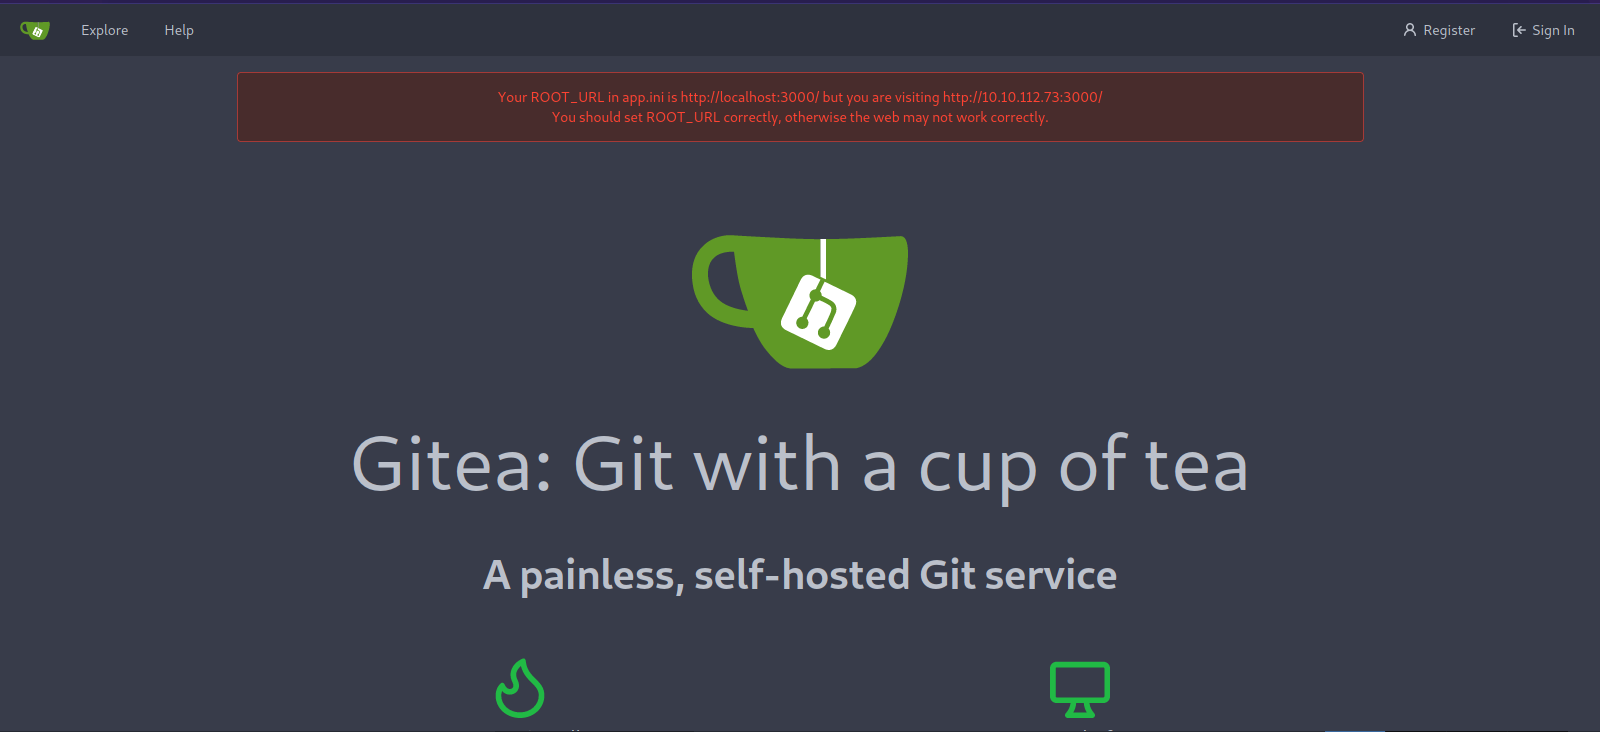 Explore Help Register Sign In
Your ROOT_URL in app.ini is http://localhost:3000/ but you are visiting http://10.10.112.73:3000/
You should set ROOT_URL correctly, otherwise the web may not work correctly.
Gitea: Git with a cup of tea
A painless, self-hosted Git service